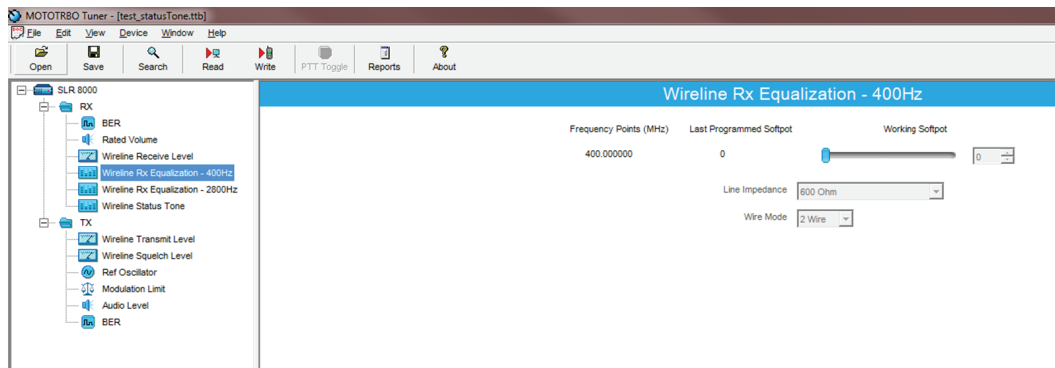 MOTOTRBO Tuner - [test_statusTone.ttb]
File Edit View Device Window Help
Open Save Search Read Write PTT Toggle Reports About
SLR 8000
RX
BER
Rated Volume
Wireline Receive Level
Wireline Rx Equalization - 400Hz
Wireline Rx Equalization - 2800Hz
Wireline Status Tone
TX
Wireline Transmit Level
Wireline Squelch Level
Ref Oscillator
Modulation Limit
Audio Level
BER
Wireline Rx Equalization - 400Hz
Frequency Points (MHz) Last Programmed Softpot Working Softpot
400.000000 0 0
Line Impedance 600 Ohm
Wire Mode 2 Wire